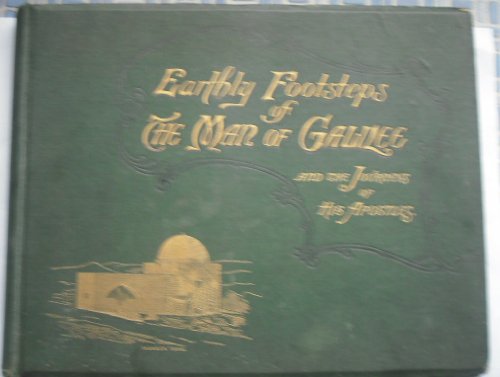 Earthly Footsteps
of
The Man of Galilee
and the Journeys
of
His Apostles.